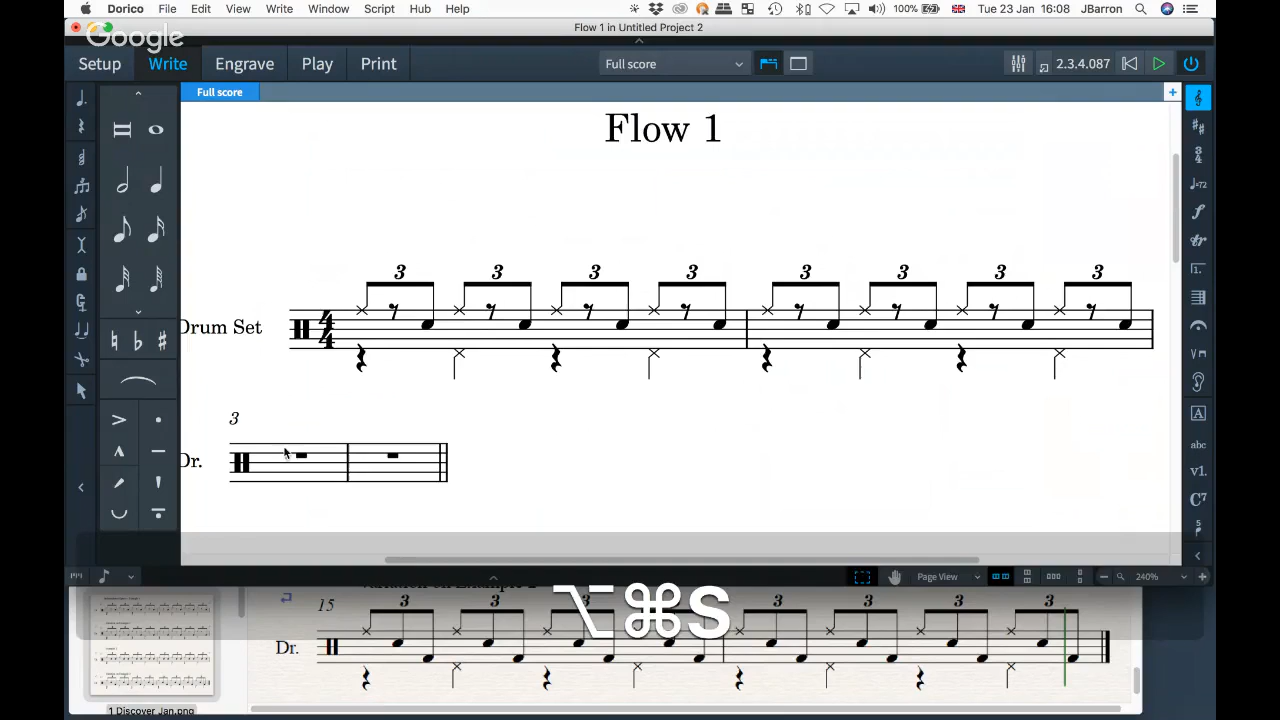 Dorico File Edit View Write Window Script Hub Help 100% Tue 23 Jan 16:08 JBarron
Google
Flow 1 in Untitled Project 2
Setup Write Engrave Play Print Full score 2.3.4.087
Full score
Flow 1
3 3 3 3 3 3 3 3
Drum Set 4 4
3
Dr.
Page View 240%
⌥⌘S
15 3 3 3 3 3 3 3 3
Dr.
1 Discover Jan.png